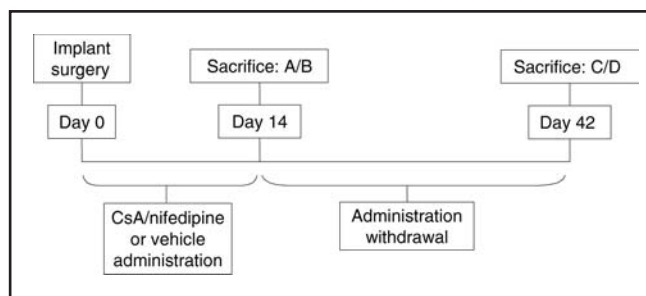 Implant
surgery
Sacrifice: A/B
Sacrifice: C/D
Day 0
Day 14
Day 42
CsA/nifedipine
or vehicle
administration
Administration
withdrawal